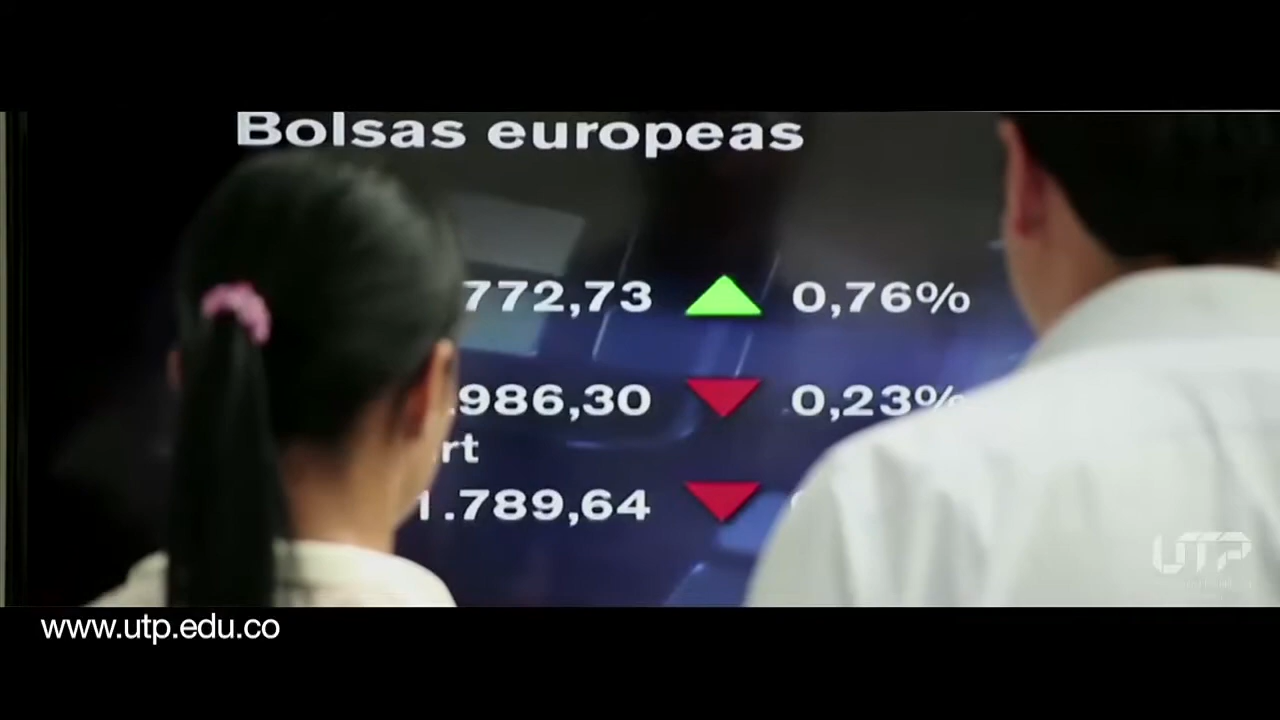 Bolsas europeas
772,73 0,76%
.986,30 0,23%
rt
1.789,64
UTP
www.utp.edu.co